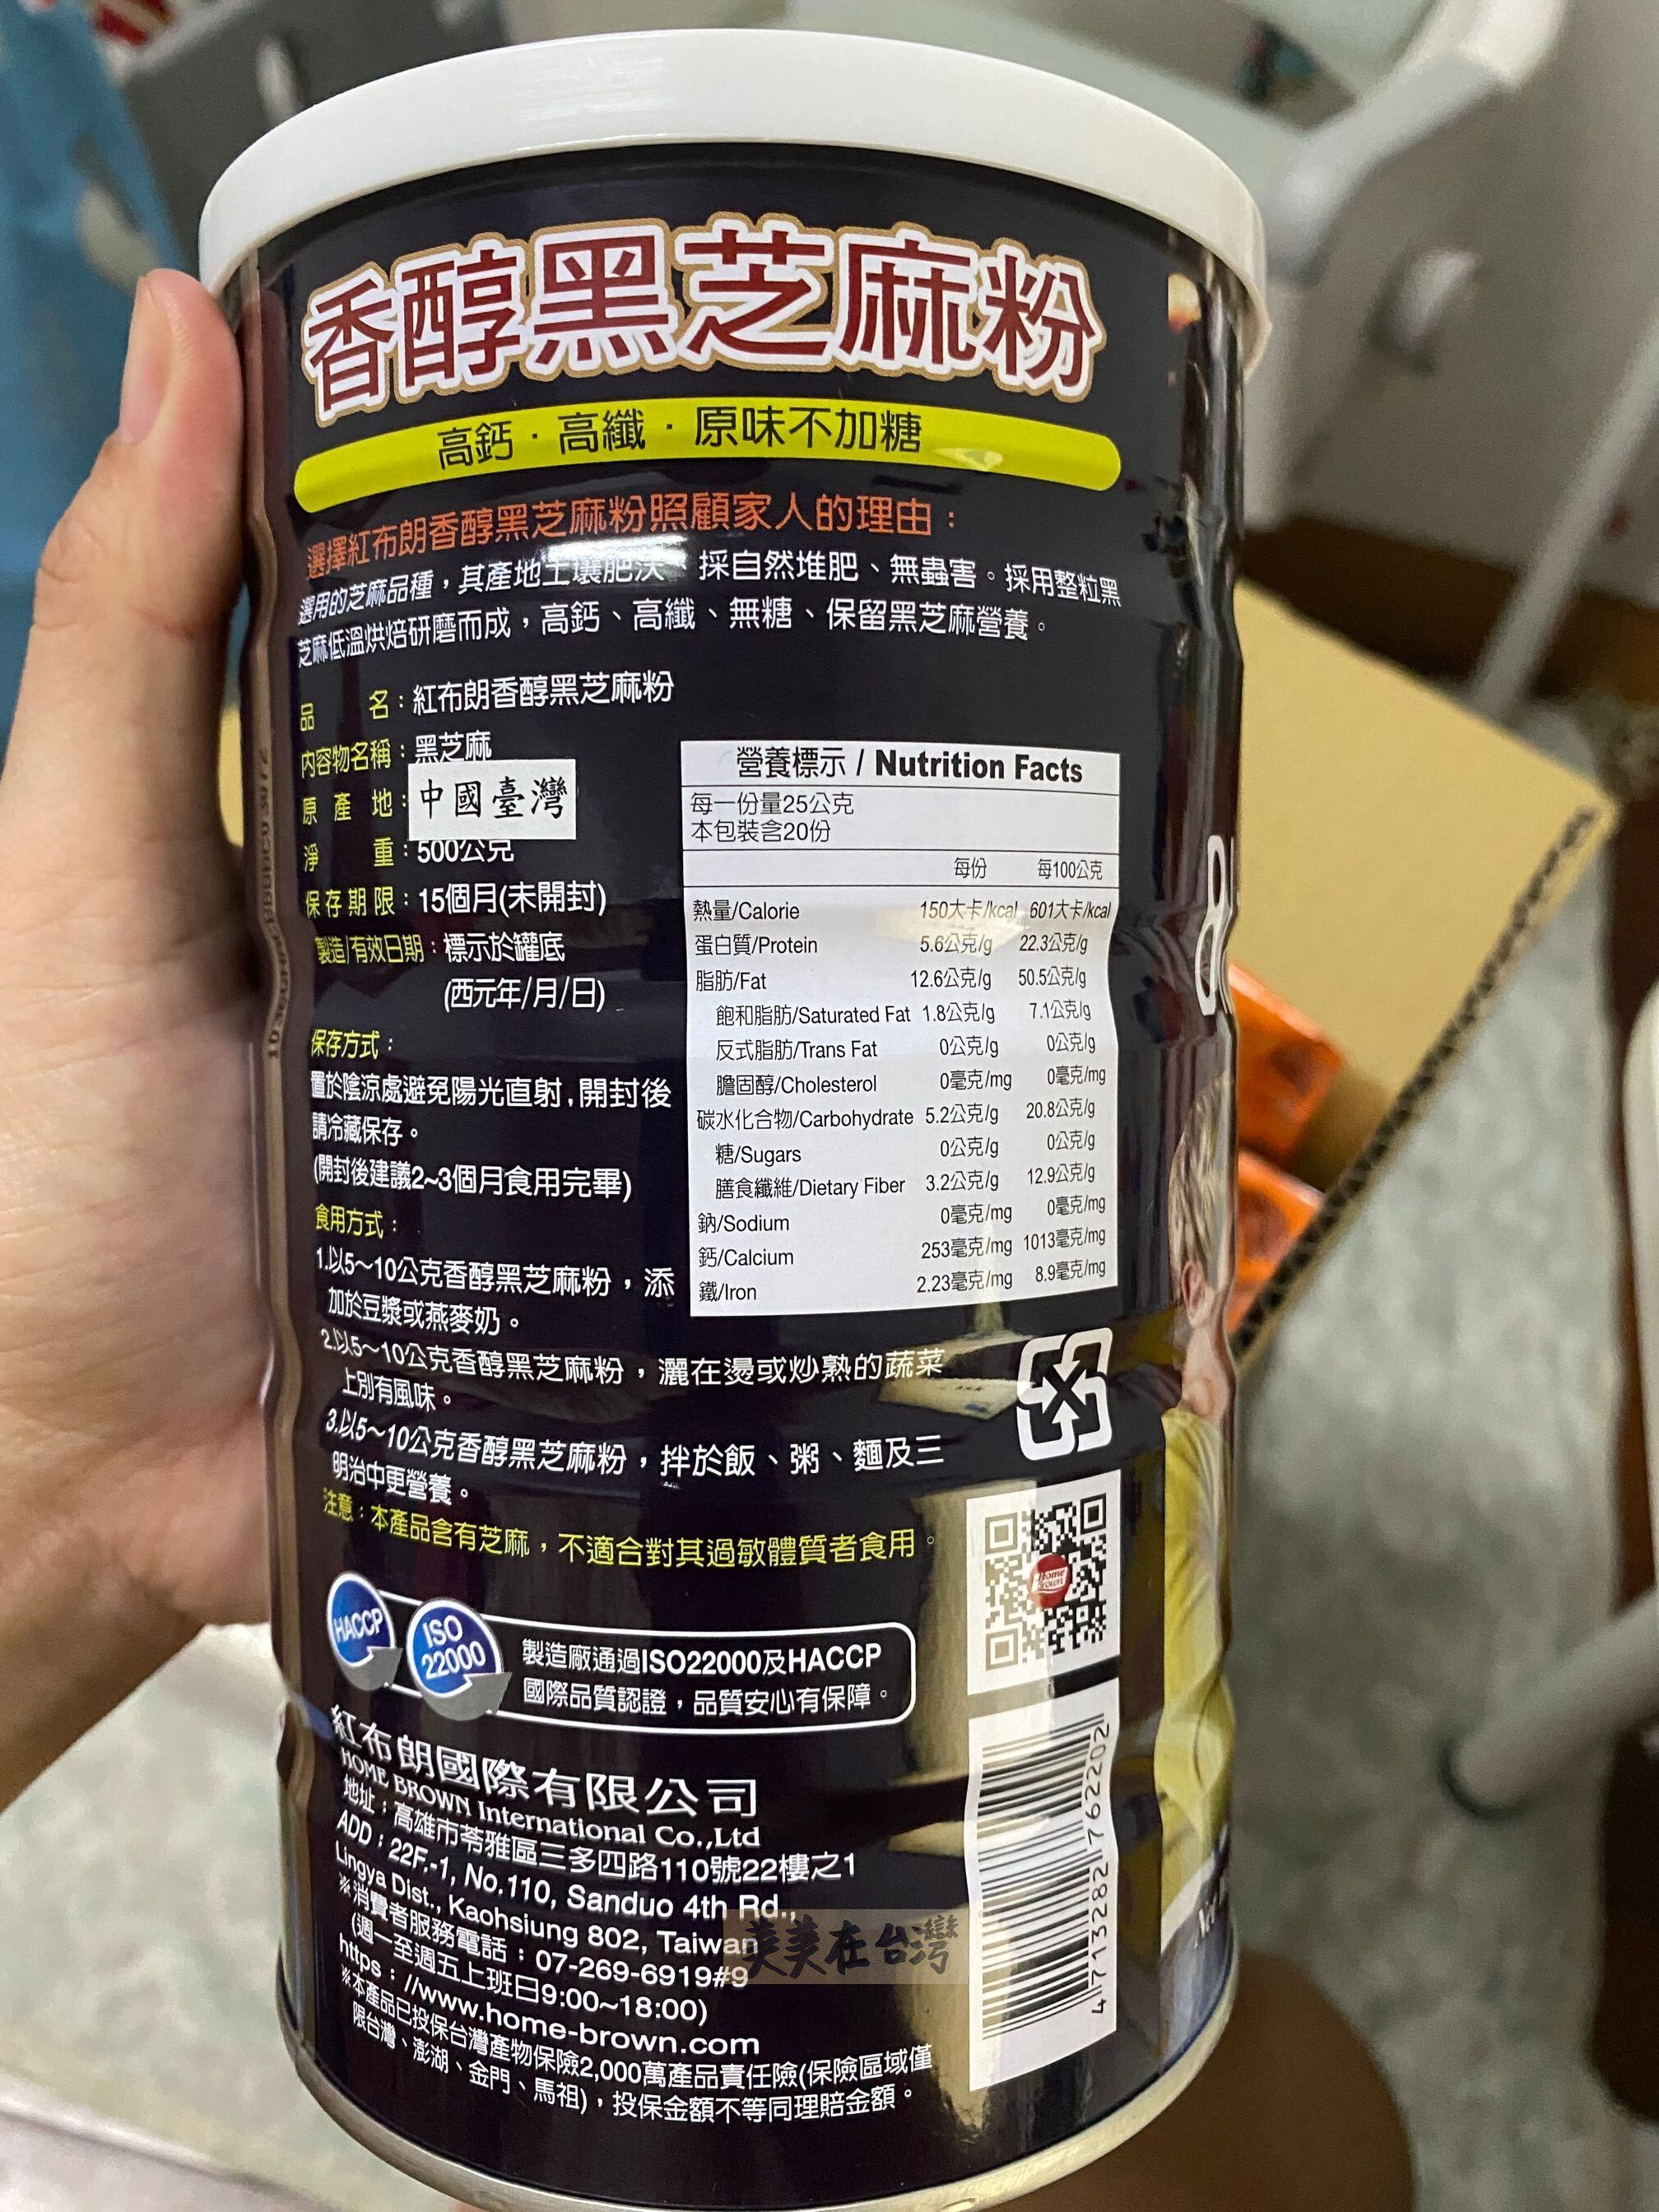 香醇黑芝麻粉
高鈣·高纖·原味不加糖
選擇紅布朗香醇黑芝麻粉照顧家人的理由：
選用的芝麻品種，其產地土壤肥沃，採自然堆肥、無蟲害。採用整粒黑
芝麻低溫烘焙研磨而成，高鈣、高纖、無糖、保留黑芝麻營養。
品名：紅布朗香醇黑芝麻粉
內容物名稱：黑芝麻
原產地：中國臺灣
淨重：500公克
保存期限：15個月(未開封)
製造/有效日期：標示於罐底
(西元年/月/日)
保存方式：
置於陰涼處避免陽光直射,開封後
請冷藏保存。
(開封後建議2~3個月食用完畢)
食用方式：
1.以5～10公克香醇黑芝麻粉，添
加於豆漿或燕麥奶。
2.以5～10公克香醇黑芝麻粉，灑在燙或炒熟的蔬菜
上別有風味。
3.以5～10公克香醇黑芝麻粉，拌於飯、粥、麵及三
明治中更營養。
注意：本產品含有芝麻，不適合對其過敏體質者食用。
營養標示 / Nutrition Facts
每一份量25公克
本包裝含20份
每份 每100公克
熱量/Calorie 150大卡/kcal 601大卡/kcal
蛋白質/Protein 5.6公克/g 22.3公克/g
脂肪/Fat 12.6公克/g 50.5公克/g
飽和脂肪/Saturated Fat 1.8公克/g 7.1公克/g
反式脂肪/Trans Fat 0公克/g 0公克/g
膽固醇/Cholesterol 0毫克/mg 0毫克/mg
碳水化合物/Carbohydrate 5.2公克/g 20.8公克/g
糖/Sugars 0公克/g 0公克/g
膳食纖維/Dietary Fiber 3.2公克/g 12.9公克/g
鈉/Sodium 0毫克/mg 0毫克/mg
鈣/Calcium 253毫克/mg 1013毫克/mg
鐵/Iron 2.23毫克/mg 8.9毫克/mg
Home Brown
HACCP
ISO 22000
製造廠通過ISO22000及HACCP
國際品質認證，品質安心有保障。
紅布朗國際有限公司
HOME BROWN International Co.,Ltd
地址：高雄市苓雅區三多四路110號22樓之1
ADD：22F.-1, No.110, Sanduo 4th Rd.,
Lingya Dist., Kaohsiung 802, Taiwan
※消費者服務電話：07-269-6919#9
(週一至週五上班日9:00~18:00)
https：//www.home-brown.com
※本產品已投保台灣產物保險2,000萬產品責任險(保險區域僅
限台灣、澎湖、金門、馬祖)，投保金額不等同理賠金額。
4 713282 762202
美美在台灣